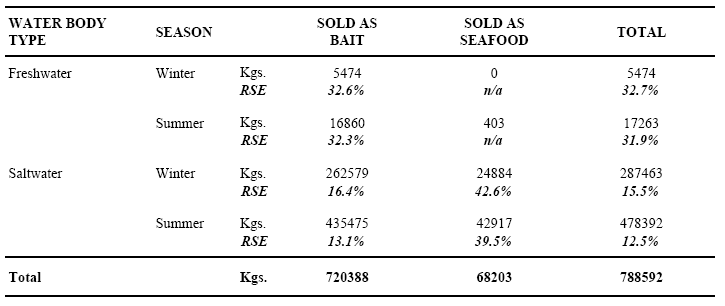 WATER BODY TYPE SEASON SOLD AS BAIT SOLD AS SEAFOOD TOTAL
Freshwater Winter Kgs. 5474 0 5474
RSE 32.6% n/a 32.7%
Summer Kgs. 16860 403 17263
RSE 32.3% n/a 31.9%
Saltwater Winter Kgs. 262579 24884 287463
RSE 16.4% 42.6% 15.5%
Summer Kgs. 435475 42917 478392
RSE 13.1% 39.5% 12.5%
Total Kgs. 720388 68203 788592